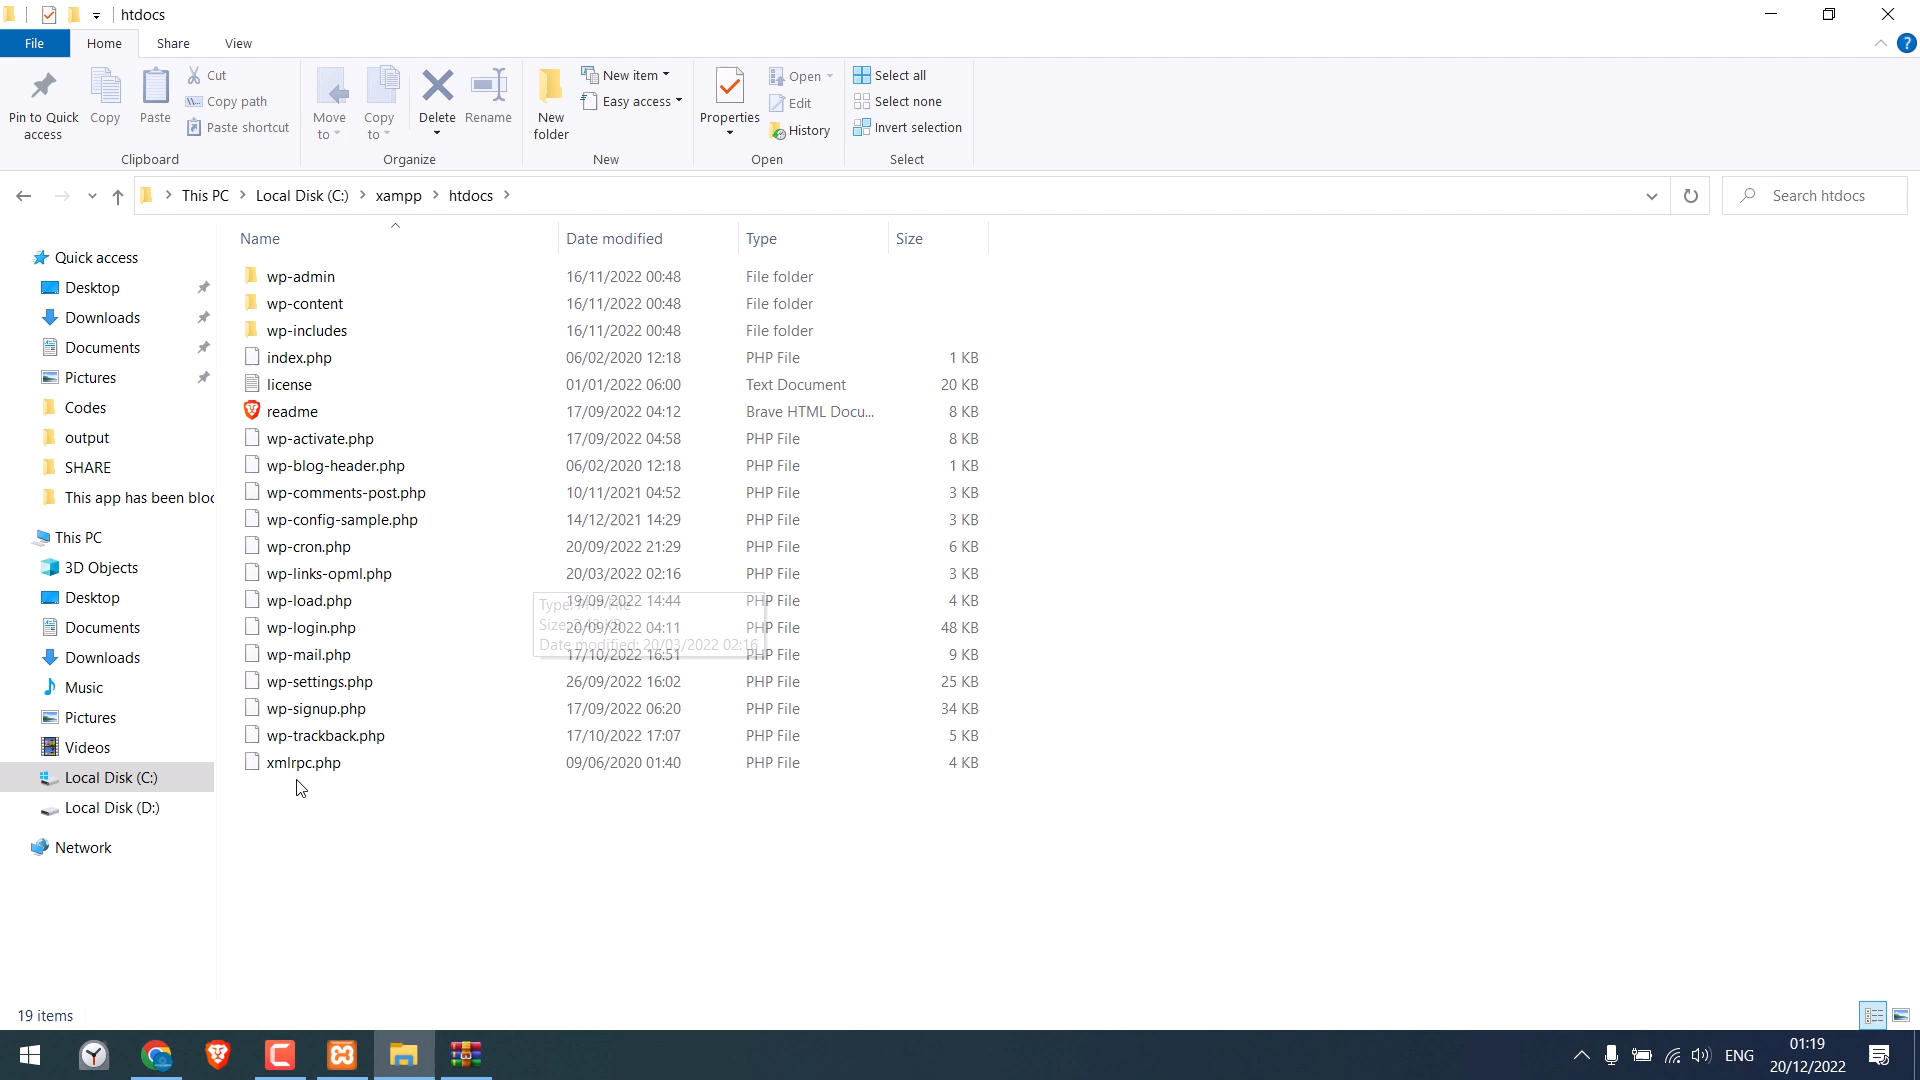 htdocs
File Home Share View
Pin to Quick access
Copy
Paste
Cut
Copy path
Paste shortcut
Clipboard
Move to
Copy to
Delete
Rename
Organize
New folder
New item
Easy access
New
Properties
Open
Edit
History
Open
Select all
Select none
Invert selection
Select
This PC > Local Disk (C:) > xampp > htdocs >
Search htdocs
Quick access
Desktop
Downloads
Documents
Pictures
Codes
output
SHARE
This app has been bloc
This PC
3D Objects
Desktop
Documents
Downloads
Music
Pictures
Videos
Local Disk (C:)
Local Disk (D:)
Network
Name Date modified Type Size
wp-admin 16/11/2022 00:48 File folder
wp-content 16/11/2022 00:48 File folder
wp-includes 16/11/2022 00:48 File folder
index.php 06/02/2020 12:18 PHP File 1 KB
license 01/01/2022 06:00 Text Document 20 KB
readme 17/09/2022 04:12 Brave HTML Docu... 8 KB
wp-activate.php 17/09/2022 04:58 PHP File 8 KB
wp-blog-header.php 06/02/2020 12:18 PHP File 1 KB
wp-comments-post.php 10/11/2021 04:52 PHP File 3 KB
wp-config-sample.php 14/12/2021 14:29 PHP File 3 KB
wp-cron.php 20/09/2022 21:29 PHP File 6 KB
wp-links-opml.php 20/03/2022 02:16 PHP File 3 KB
wp-load.php 19/09/2022 14:44 PHP File 4 KB
wp-login.php 20/09/2022 04:11 PHP File 48 KB
wp-mail.php 17/10/2022 16:51 PHP File 9 KB
wp-settings.php 26/09/2022 16:02 PHP File 25 KB
wp-signup.php 17/09/2022 06:20 PHP File 34 KB
wp-trackback.php 17/10/2022 17:07 PHP File 5 KB
xmlrpc.php 09/06/2020 01:40 PHP File 4 KB
Type: PHP File
Size:
Date modified: 20/03/2022 02:16
19 items
ENG
01:19
20/12/2022